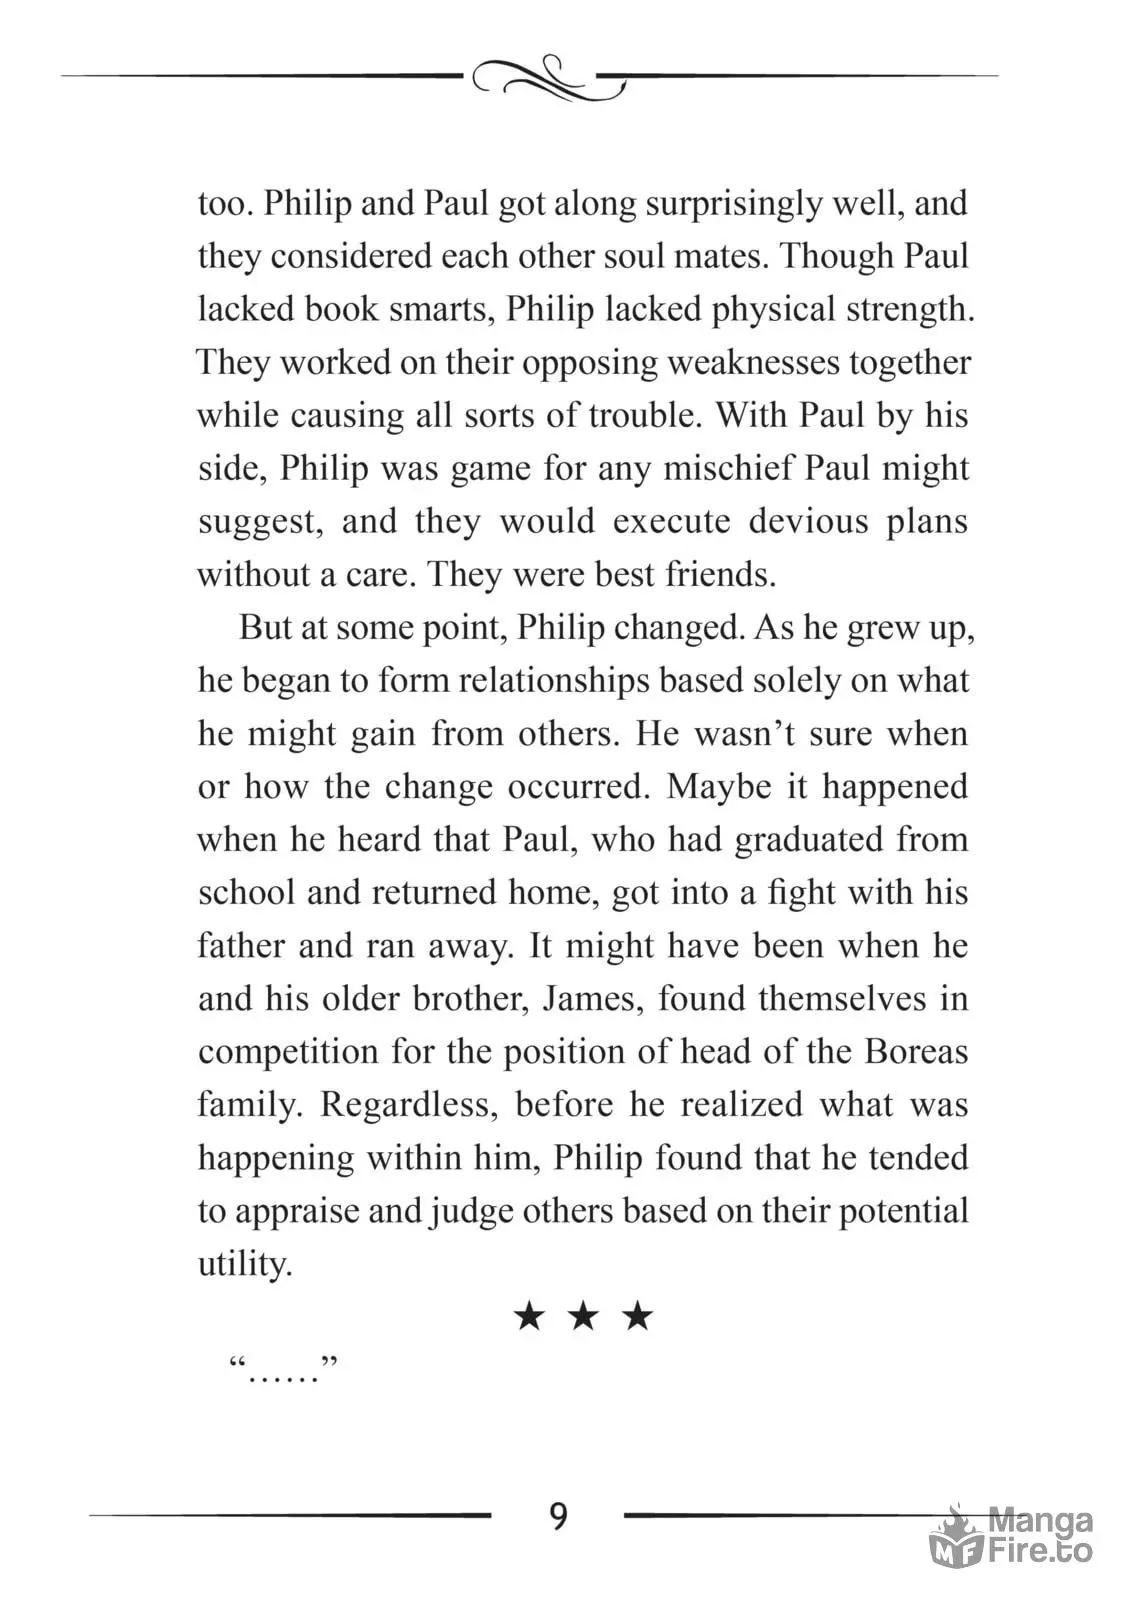 too. Philip and Paul got along surprisingly well, and
they considered each other soul mates. Though Paul
lacked book smarts, Philip lacked physical strength.
They worked on their opposing weaknesses together
while causing all sorts of trouble. With Paul by his
side, Philip was game for any mischief Paul might
suggest, and they would execute devious plans
without a care. They were best friends.
But at some point, Philip changed. As he grew up,
he began to form relationships based solely on what
he might gain from others. He wasn’t sure when
or how the change occurred. Maybe it happened
when he heard that Paul, who had graduated from
school and returned home, got into a fight with his
father and ran away. It might have been when he
and his older brother, James, found themselves in
competition for the position of head of the Boreas
family. Regardless, before he realized what was
happening within him, Philip found that he tended
to appraise and judge others based on their potential
utility.
★ ★ ★
“……”
9
MF
Manga
Fire.to